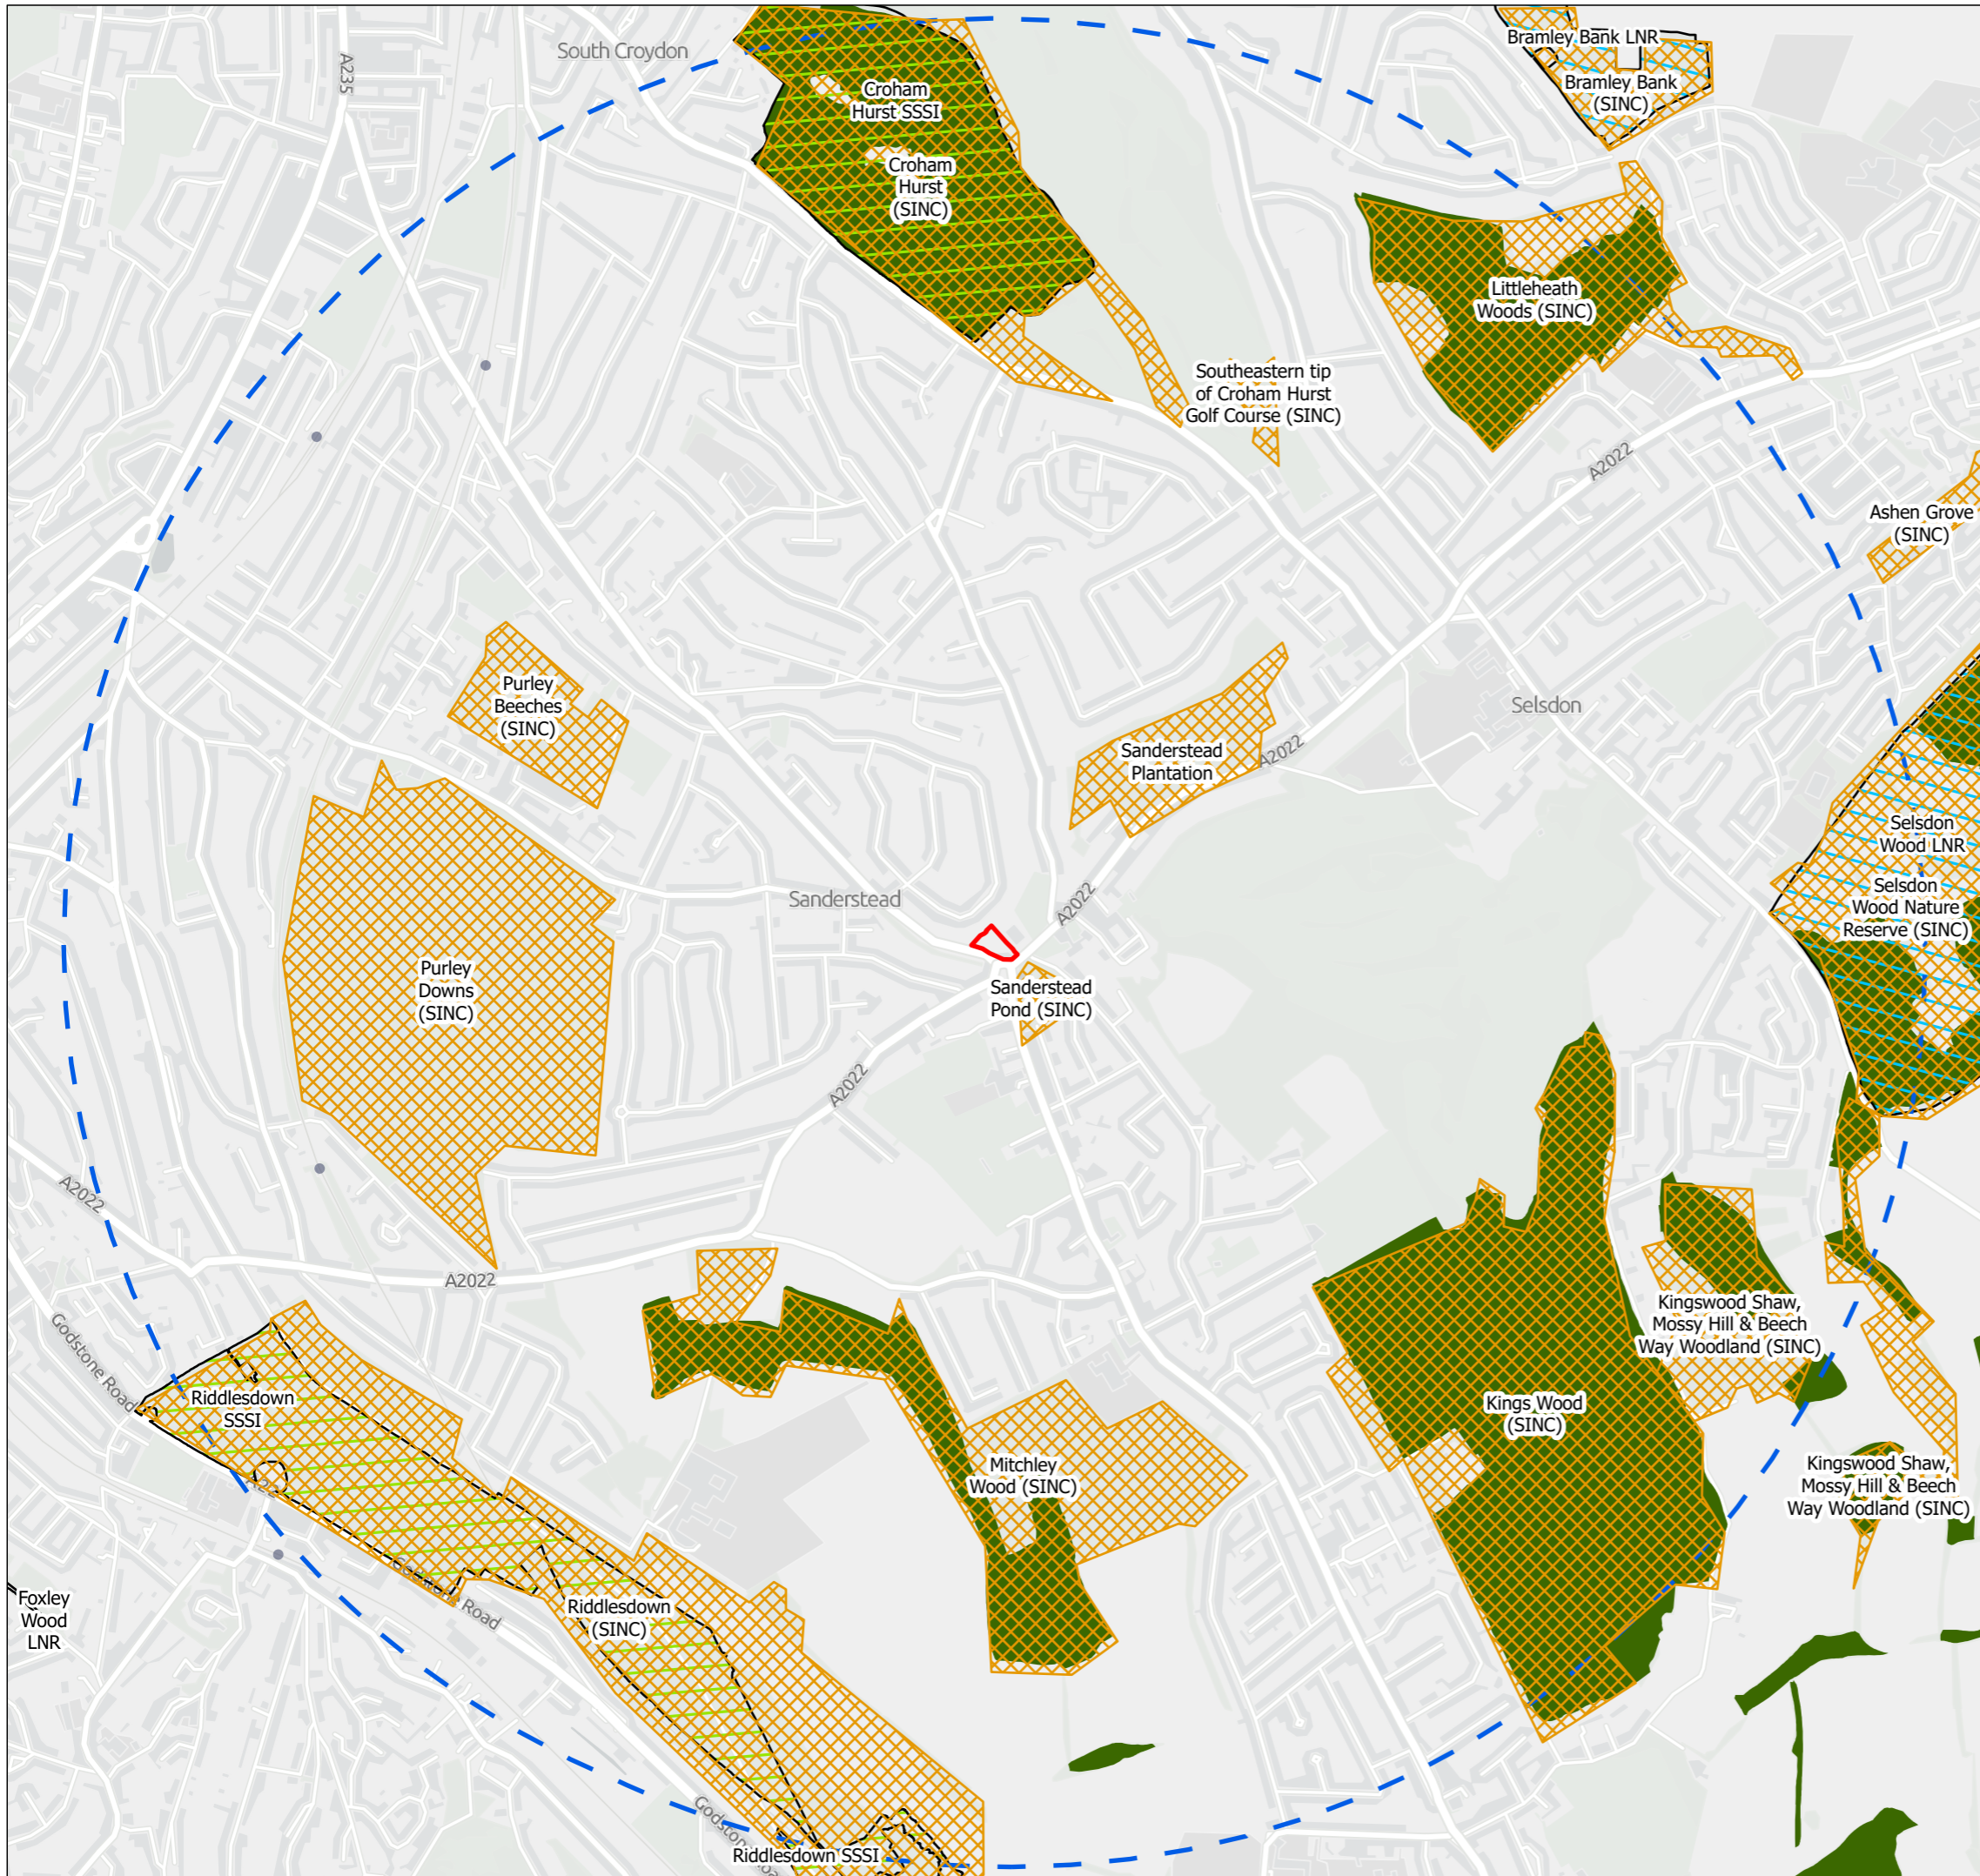 South Croydon
A235
Bramley Bank LNR
Bramley Bank
(SINC)
Croham
Hurst SSSI
Croham
Hurst
(SINC)
Littleheath
Woods (SINC)
Southeastern tip
of Croham Hurst
Golf Course (SINC)
A2022
Ashen Grove
(SINC)
Purley
Beeches
(SINC)
Selsdon
Sanderstead
Plantation
A2022
Selsdon
Wood LNR
Selsdon
Wood Nature
Reserve (SINC)
Sanderstead
A2022
Purley
Downs
(SINC)
Sanderstead
Pond (SINC)
A2022
A2022
A2022
Godstone Road
Kingswood Shaw,
Mossy Hill & Beech
Way Woodland (SINC)
Riddlesdown
SSSI
Kings Wood
(SINC)
Mitchley
Wood (SINC)
Kingswood Shaw,
Mossy Hill & Beech
Way Woodland (SINC)
A22
Godstone Road
Foxley
Wood
LNR
Riddlesdown
(SINC)
Riddlesdown SSSI